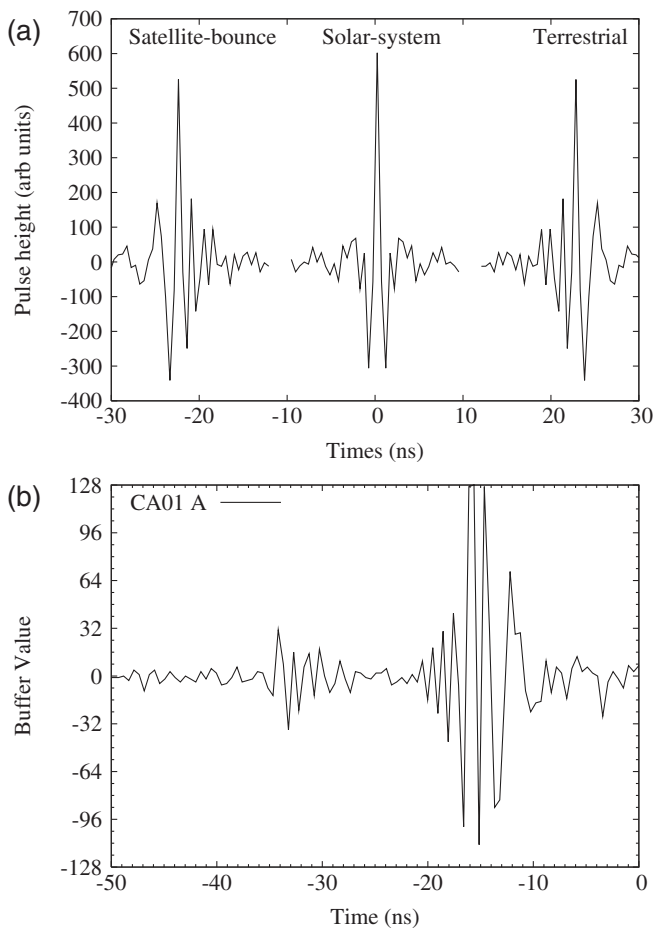 (a)
700
600
500
400
300
200
100
0
-100
-200
-300
-400
Pulse height (arb units)
Satellite-bounce Solar-system Terrestrial
-30 -20 -10 0 10 20 30
Times (ns)
(b)
128
96
64
32
0
-32
-64
-96
-128
Buffer Value
CA01 A
-50 -40 -30 -20 -10 0
Time (ns)